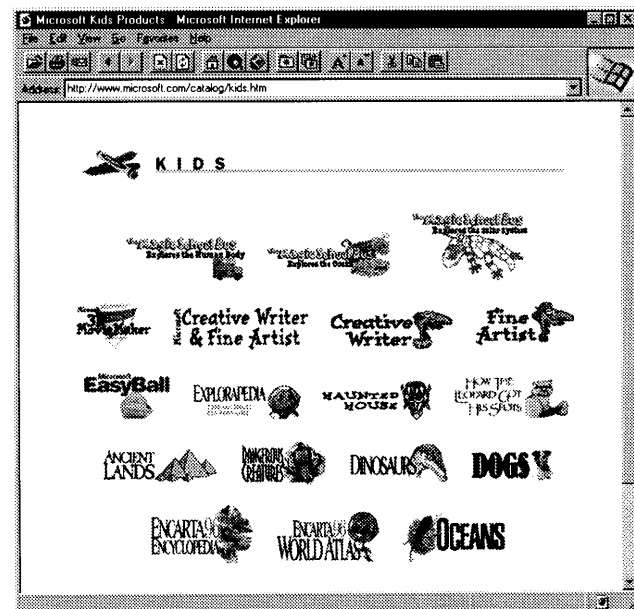 Microsoft Kids Products - Microsoft Internet Explorer
File Edit View Go Favorites Help
Address: http://www.microsoft.com/catalog/kids.htm
KIDS
the Magic School Bus
Explores the Human Body
the Magic School Bus
Explores the Ocean
the Magic School Bus
Explores the solar system
Microsoft
3D
Movie Maker
Microsoft
Creative Writer
& Fine Artist
Creative
Writer
Fine
Artist
Microsoft
EasyBall
EXPLORAPEDIA
HAUNTED
HOUSE
HOW THE
LEOPARD GOT
HIS SPOTS
ANCIENT
LANDS
DANGEROUS
CREATURES
DINOSAURS
DOGS
ENCARTA 96
ENCYCLOPEDIA
ENCARTA 96
WORLD ATLAS
OCEANS